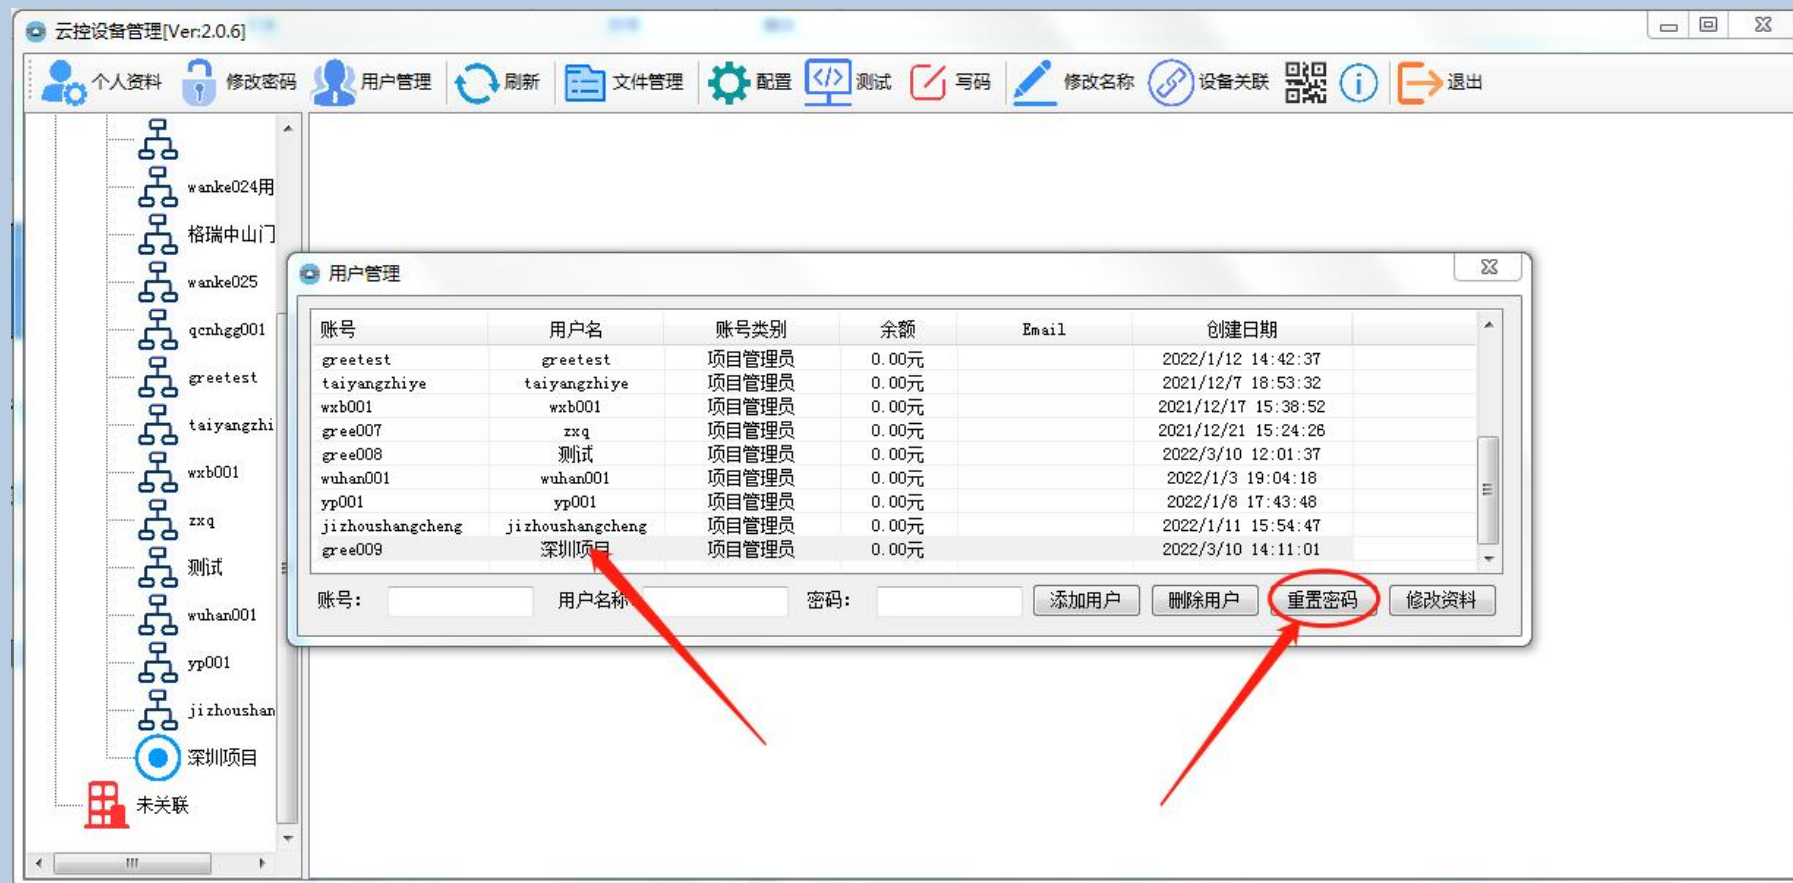 云控设备管理[Ver:2.0.6]
个人资料 修改密码 用户管理 刷新 文件管理 配置 测试 写码 修改名称 设备关联 退出
wanke024用
格瑞中山门
wanke025
qcnhgg001
greetest
taiyangzhi
wxb001
zxq
测试
wuhan001
yp001
jizhoushan
深圳项目
未关联
用户管理
账号 用户名 账号类别 余额 Email 创建日期
greetest greetest 项目管理员 0.00元 2022/1/12 14:42:37
taiyangzhiye taiyangzhiye 项目管理员 0.00元 2021/12/7 18:53:32
wxb001 wxb001 项目管理员 0.00元 2021/12/17 15:38:52
gree007 zxq 项目管理员 0.00元 2021/12/21 15:24:26
gree008 测试 项目管理员 0.00元 2022/3/10 12:01:37
wuhan001 wuhan001 项目管理员 0.00元 2022/1/3 19:04:18
yp001 yp001 项目管理员 0.00元 2022/1/8 17:43:48
jizhoushangcheng jizhoushangcheng 项目管理员 0.00元 2022/1/11 15:54:47
gree009 深圳项目 项目管理员 0.00元 2022/3/10 14:11:01
账号: 用户名称: 密码: 添加用户 删除用户 重置密码 修改资料